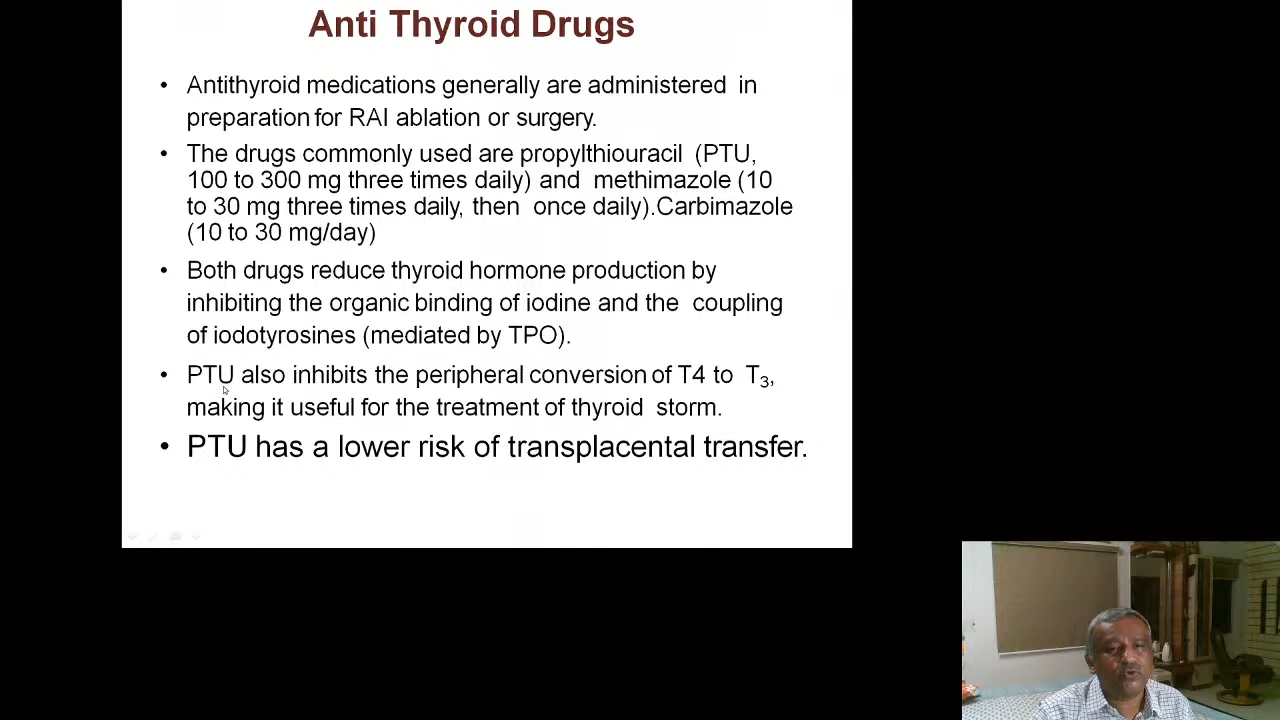 Anti Thyroid Drugs
• Antithyroid medications generally are administered in
preparation for RAI ablation or surgery.
• The drugs commonly used are propylthiouracil (PTU,
100 to 300 mg three times daily) and methimazole (10
to 30 mg three times daily, then once daily).Carbimazole
(10 to 30 mg/day)
• Both drugs reduce thyroid hormone production by
inhibiting the organic binding of iodine and the coupling
of iodotyrosines (mediated by TPO).
• PTU also inhibits the peripheral conversion of T4 to T₃,
making it useful for the treatment of thyroid storm.
• PTU has a lower risk of transplacental transfer.